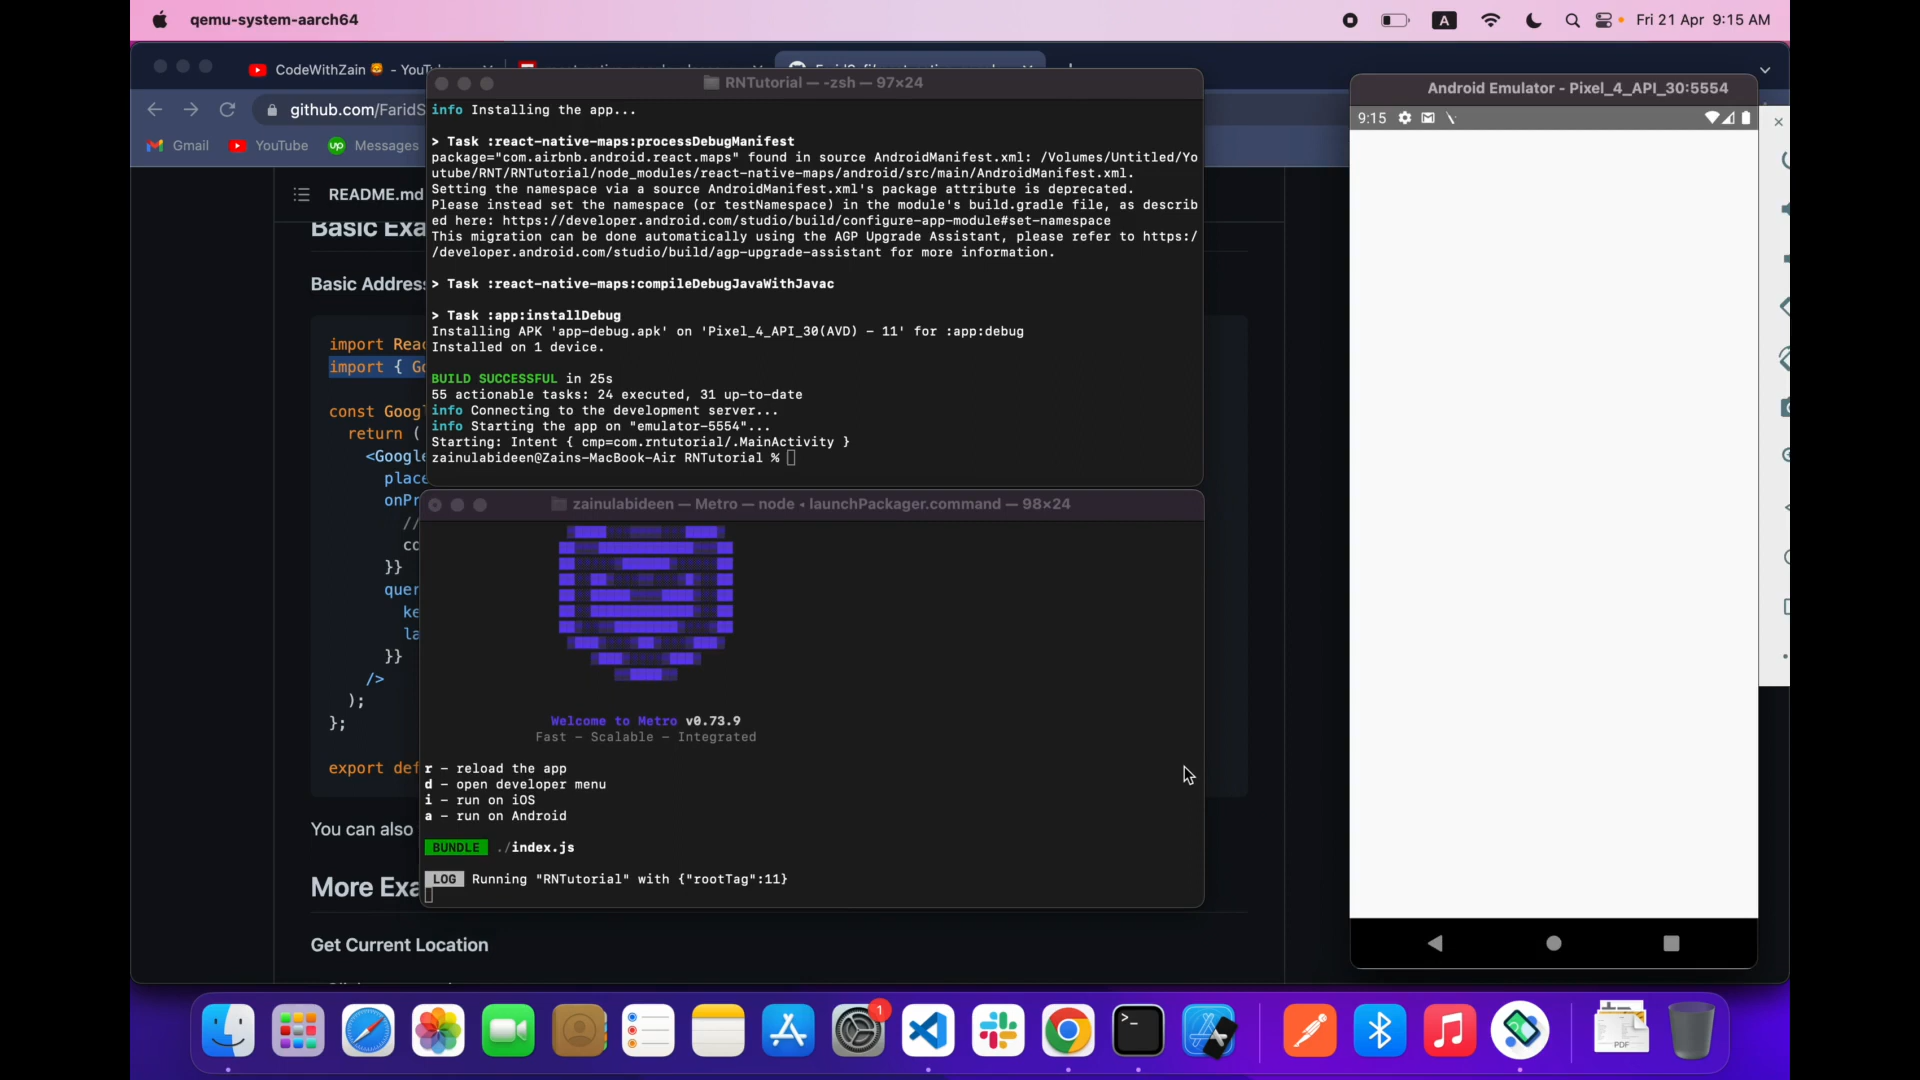 qemu-system-aarch64
A
Fri 21 Apr 9:15 AM
CodeWithZain
github.com/FaridS
Gmail
YouTube
Messages
README.md
Basic Exa
Basic Addres
import Reac
import { Go
const Goog
return (
<Google
place
onPr
//
co
}}
quer
ke
la
}}
/>
);
};
export def
You can also
More Exa
Get Current Location
RNTutorial — -zsh — 97×24
info Installing the app...
> Task :react-native-maps:processDebugManifest
package="com.airbnb.android.react.maps" found in source AndroidManifest.xml: /Volumes/Untitled/Yo
utube/RNT/RNTutorial/node_modules/react-native-maps/android/src/main/AndroidManifest.xml.
Setting the namespace via a source AndroidManifest.xml's package attribute is deprecated.
Please instead set the namespace (or testNamespace) in the module's build.gradle file, as describ
ed here: https://developer.android.com/studio/build/configure-app-module#set-namespace
This migration can be done automatically using the AGP Upgrade Assistant, please refer to https:/
/developer.android.com/studio/build/agp-upgrade-assistant for more information.
> Task :react-native-maps:compileDebugJavaWithJavac
> Task :app:installDebug
Installing APK 'app-debug.apk' on 'Pixel_4_API_30(AVD) - 11' for :app:debug
Installed on 1 device.
BUILD SUCCESSFUL in 25s
55 actionable tasks: 24 executed, 31 up-to-date
info Connecting to the development server...
info Starting the app on "emulator-5554"...
Starting: Intent { cmp=com.rntutorial/.MainActivity }
zainulabideen@Zains-MacBook-Air RNTutorial %
zainulabideen — Metro — node ◂ launchPackager.command — 98×24
Welcome to Metro v0.73.9
Fast - Scalable - Integrated
r - reload the app
d - open developer menu
i - run on iOS
a - run on Android
BUNDLE ./index.js
LOG Running "RNTutorial" with {"rootTag":11}
Android Emulator - Pixel_4_API_30:5554
9:15
1
PDF